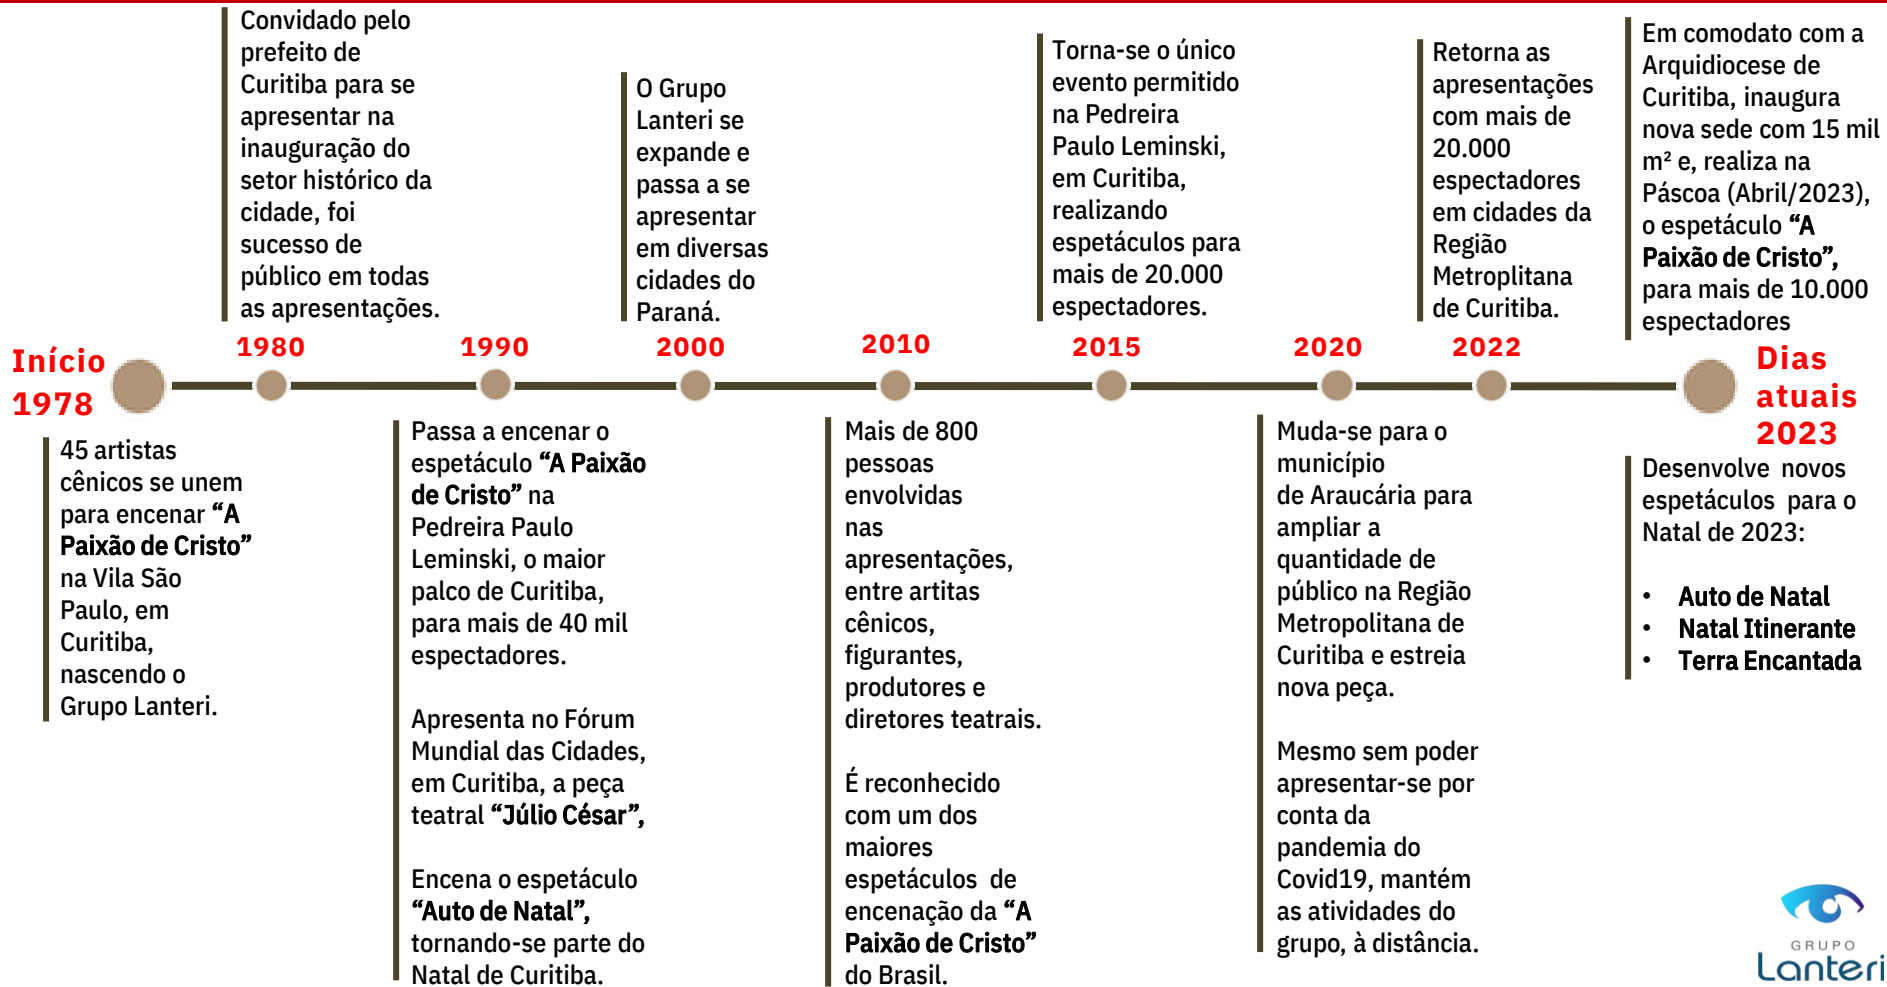 Início
1978
45 artistas
cênicos se unem
para encenar “A
Paixão de Cristo”
na Vila São
Paulo, em
Curitiba,
nascendo o
Grupo Lanteri.
1980
Convidado pelo
prefeito de
Curitiba para se
apresentar na
inauguração do
setor histórico da
cidade, foi
sucesso de
público em todas
as apresentações.
1990
Passa a encenar o
espetáculo “A Paixão
de Cristo” na
Pedreira Paulo
Leminski, o maior
palco de Curitiba,
para mais de 40 mil
espectadores.
Apresenta no Fórum
Mundial das Cidades,
em Curitiba, a peça
teatral “Júlio César”,
Encena o espetáculo
“Auto de Natal”,
tornando-se parte do
Natal de Curitiba.
2000
O Grupo
Lanteri se
expande e
passa a se
apresentar
em diversas
cidades do
Paraná.
2010
Mais de 800
pessoas
envolvidas
nas
apresentações,
entre artitas
cênicos,
figurantes,
produtores e
diretores teatrais.
É reconhecido
com um dos
maiores
espetáculos de
encenação da “A
Paixão de Cristo”
do Brasil.
2015
Torna-se o único
evento permitido
na Pedreira
Paulo Leminski,
em Curitiba,
realizando
espetáculos para
mais de 20.000
espectadores.
2020
Muda-se para o
município
de Araucária para
ampliar a
quantidade de
público na Região
Metropolitana de
Curitiba e estreia
nova peça.
Mesmo sem poder
apresentar-se por
conta da
pandemia do
Covid19, mantém
as atividades do
grupo, à distância.
2022
Retorna as
apresentações
com mais de
20.000
espectadores
em cidades da
Região
Metroplitana
de Curitiba.
Dias
atuais
2023
Em comodato com a
Arquidiocese de
Curitiba, inaugura
nova sede com 15 mil
m² e, realiza na
Páscoa (Abril/2023),
o espetáculo “A
Paixão de Cristo”,
para mais de 10.000
espectadores
Desenvolve novos
espetáculos para o
Natal de 2023:
• Auto de Natal
• Natal Itinerante
• Terra Encantada
GRUPO
Lanteri